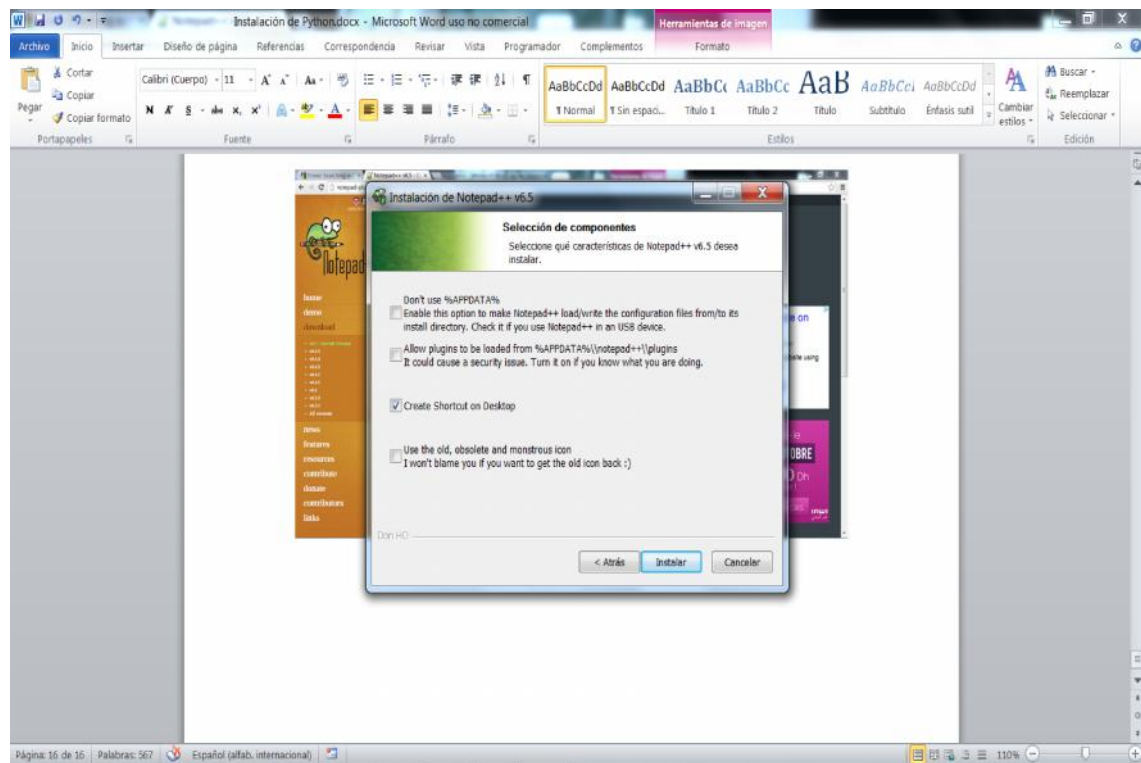 Instalación de Python.docx - Microsoft Word uso no comercial
Herramientas de imagen
Archivo Inicio Insertar Diseño de página Referencias Correspondencia Revisar Vista Programador Complementos Formato
Pegar
Cortar
Copiar
Copiar formato
Portapapeles
Calibri (Cuerpo) 11
Fuente
Párrafo
AaBbCcDd AaBbCcDd AaBbCc AaBbCc AaB AaBbCcI AaBbCcDd
¶ Normal ¶ Sin espaci... Título 1 Título 2 Título Subtítulo Énfasis sutil
Cambiar estilos
Estilos
Buscar
Reemplazar
Seleccionar
Edición
Instalación de Notepad++ v6.5
Selección de componentes
Seleccione qué características de Notepad++ v6.5 desea
instalar.
Don't use %APPDATA%
Enable this option to make Notepad++ load/write the configuration files from/to its
install directory. Check it if you use Notepad++ in an USB device.
Allow plugins to be loaded from %APPDATA%\\notepad++\\plugins
It could cause a security issue. Turn it on if you know what you are doing.
Create Shortcut on Desktop
Use the old, obsolete and monstrous icon
I won't blame you if you want to get the old icon back :)
Don HO
< Atrás Instalar Cancelar
Notepad
home
demo
download
news
features
resources
contribute
donate
contributors
links
Página: 16 de 16 Palabras: 567 Español (alfab. internacional) 110%